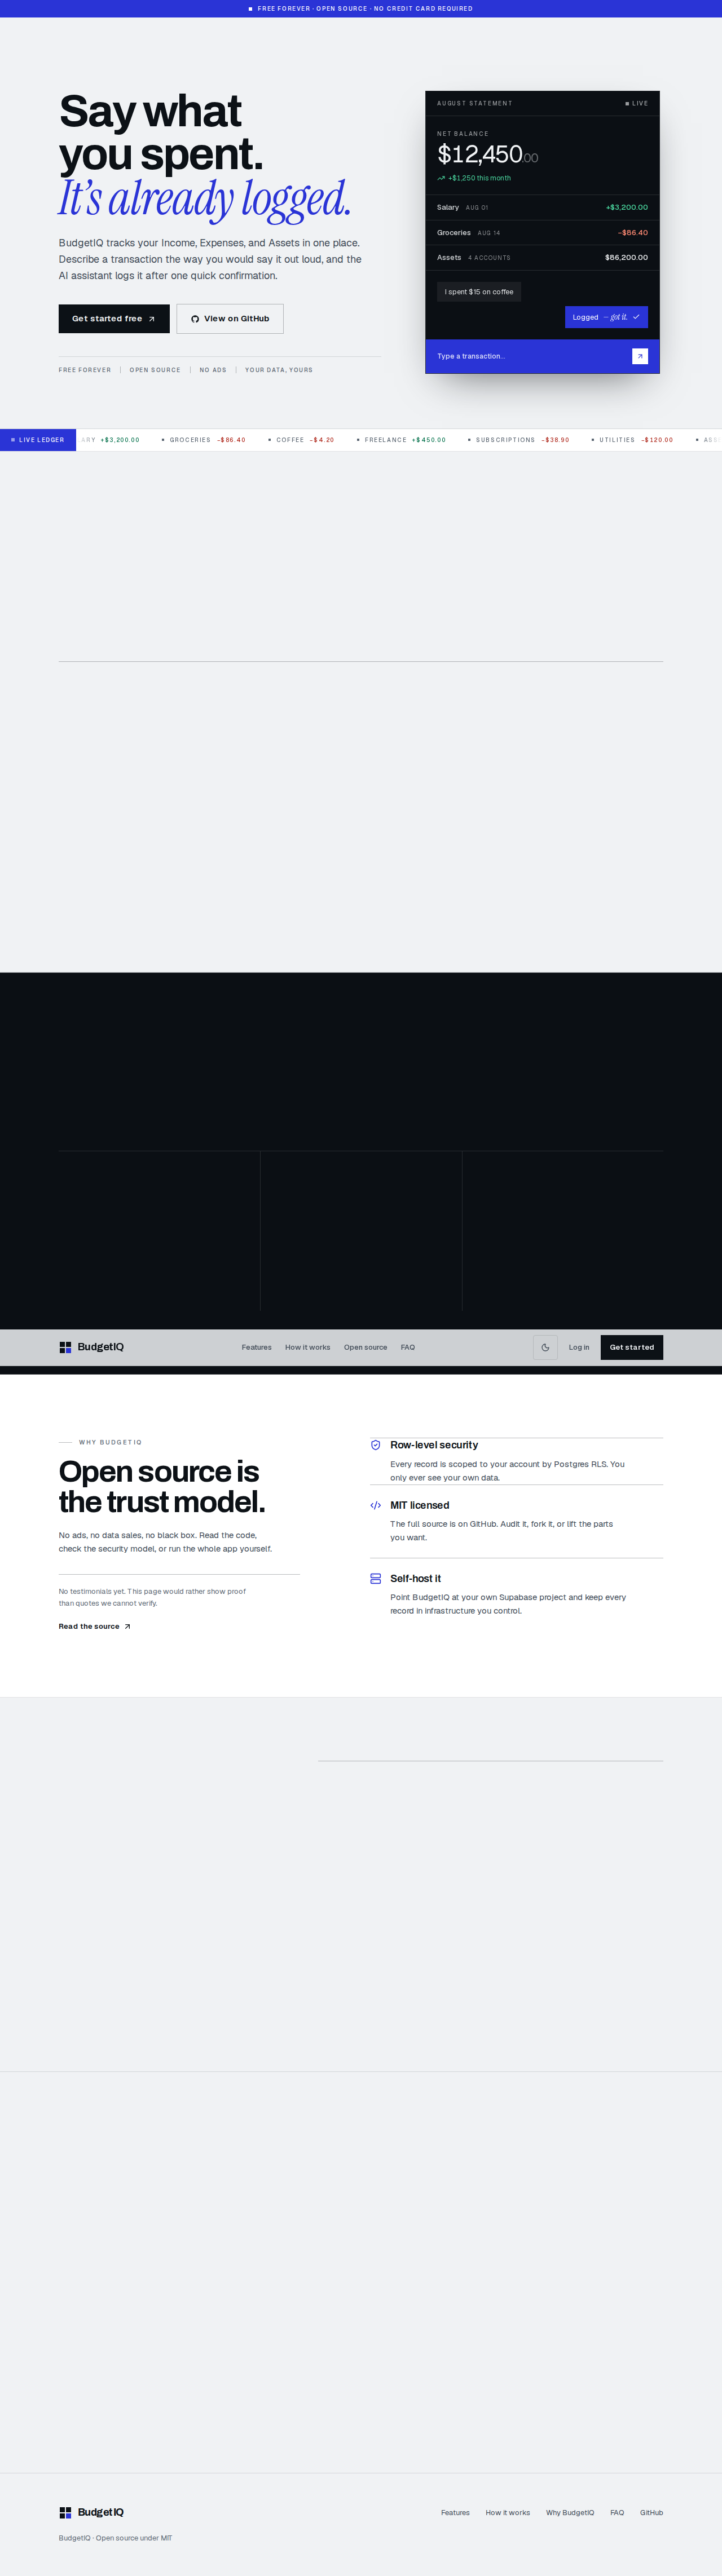 FREE FOREVER · OPEN SOURCE · NO CREDIT CARD REQUIRED
Say what
you spent.
It's already logged.
BudgetIQ tracks your Income, Expenses, and Assets in one place.
Describe a transaction the way you would say it out loud, and the
AI assistant logs it after one quick confirmation.
Get started free
View on GitHub
FREE FOREVER
OPEN SOURCE
NO ADS
YOUR DATA, YOURS
AUGUST STATEMENT
LIVE
NET BALANCE
$12,450.00
+$1,250 this month
Salary AUG 01 +$3,200.00
Groceries AUG 14 −$86.40
Assets 4 ACCOUNTS $86,200.00
I spent $15 on coffee
Logged — got it.
Type a transaction...
LIVE LEDGER
ARY +$3,200.00 GROCERIES −$86.40 COFFEE −$4.20 FREELANCE +$450.00 SUBSCRIPTIONS −$38.90 UTILITIES −$120.00
BudgetIQ
Features
How it works
Open source
FAQ
Log in
Get started
WHY BUDGETIQ
Open source is
the trust model.
No ads, no data sales, no black box. Read the code,
check the security model, or run the whole app yourself.
No testimonials yet. This page would rather show proof
than quotes we cannot verify.
Read the source
Row-level security
Every record is scoped to your account by Postgres RLS. You
only ever see your own data.
MIT licensed
The full source is on GitHub. Audit it, fork it, or lift the parts
you want.
Self-host it
Point BudgetIQ at your own Supabase project and keep every
record in infrastructure you control.
BudgetIQ
Features
How it works
Why BudgetIQ
FAQ
GitHub
BudgetIQ · Open source under MIT